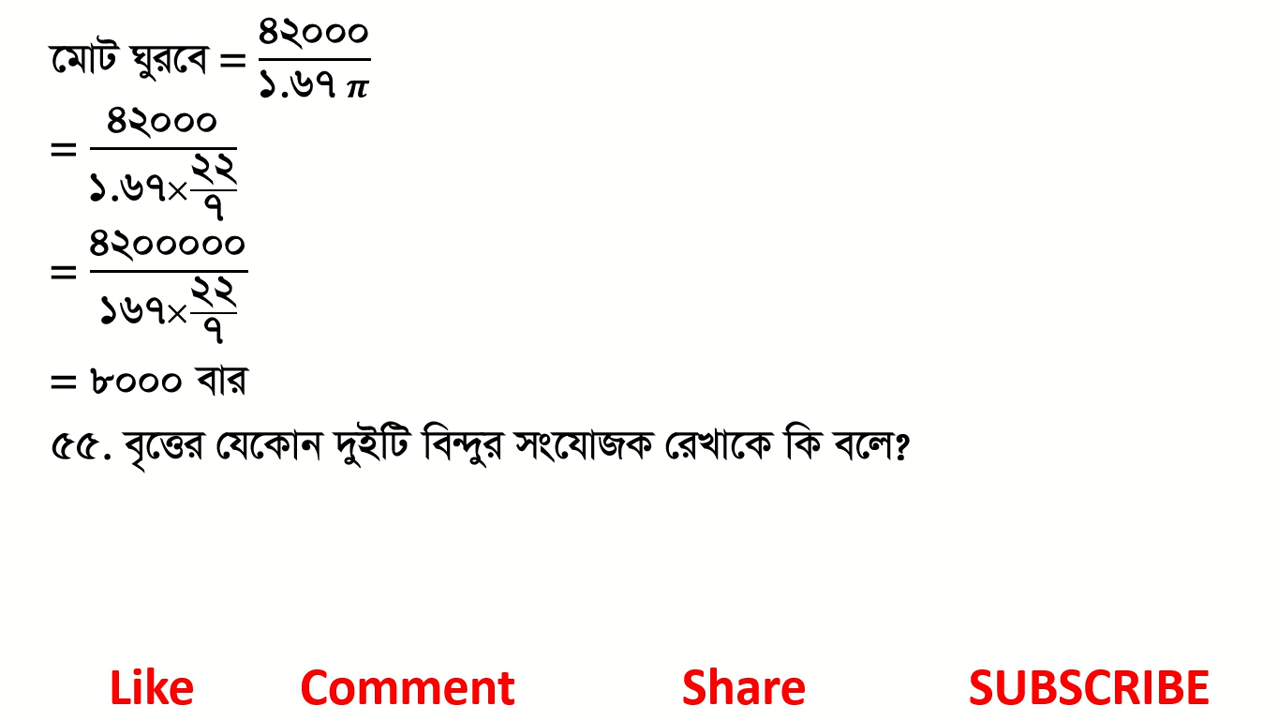 মোট ঘুরবে = ৪২০০০ / ১.৬৭ π
= ৪২০০০ / ১.৬৭×২২/৭
= ৪২০০০০০ / ১৬৭×২২/৭
= ৮০০০ বার
৫৫. বৃত্তের যেকোন দুইটি বিন্দুর সংযোজক রেখাকে কি বলে?
Like Comment Share SUBSCRIBE